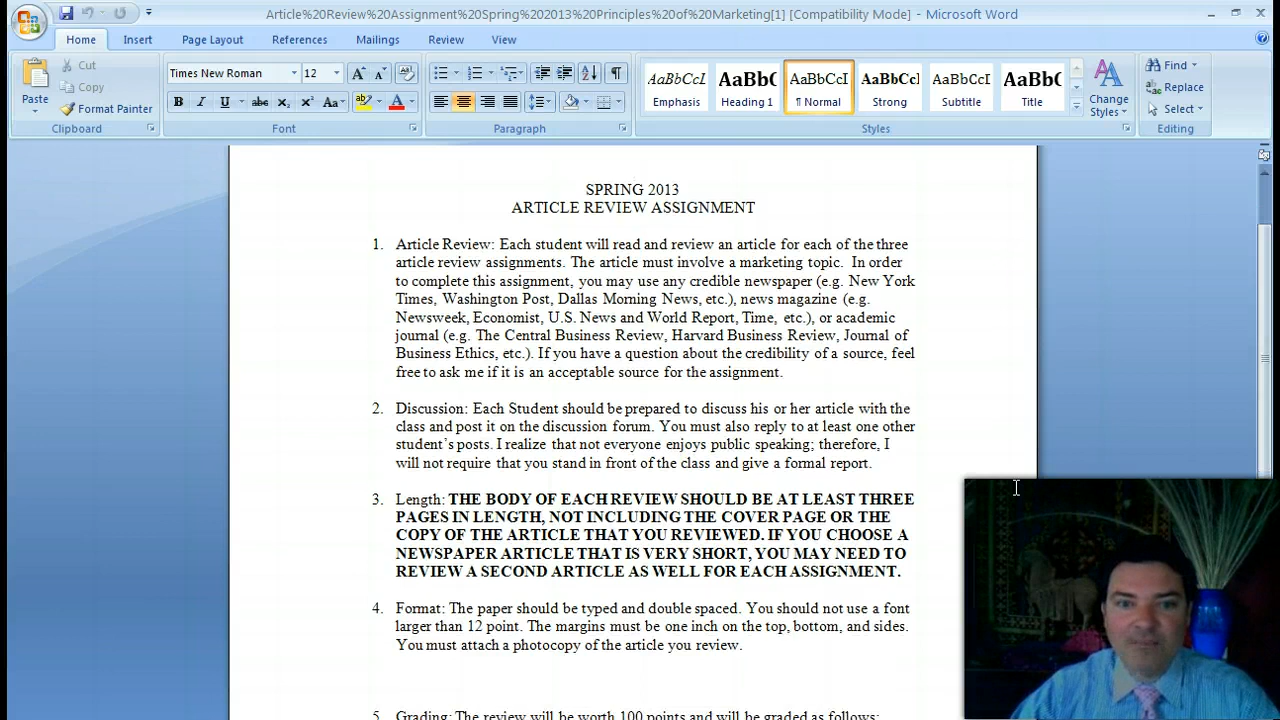 Article%20Review%20Assignment%20Spring%202013%20Principles%20of%20Marketing[1] [Compatibility Mode] - Microsoft Word
Home Insert Page Layout References Mailings Review View
Paste
Cut
Copy
Format Painter
Clipboard
Times New Roman 12
B I U abc X₂ X² Aa ab A
Font
Paragraph
AaBbCcI AaBb( AaBbCcI AaBbCc AaBbCcI AaB(
Emphasis Heading 1 ¶ Normal Strong Subtitle Title
Change Styles
Styles
Find
Replace
Select
Editing
SPRING 2013
ARTICLE REVIEW ASSIGNMENT
1. Article Review: Each student will read and review an article for each of the three
article review assignments. The article must involve a marketing topic. In order
to complete this assignment, you may use any credible newspaper (e.g. New York
Times, Washington Post, Dallas Morning News, etc.), news magazine (e.g.
Newsweek, Economist, U.S. News and World Report, Time, etc.), or academic
journal (e.g. The Central Business Review, Harvard Business Review, Journal of
Business Ethics, etc.). If you have a question about the credibility of a source, feel
free to ask me if it is an acceptable source for the assignment.
2. Discussion: Each Student should be prepared to discuss his or her article with the
class and post it on the discussion forum. You must also reply to at least one other
student's posts. I realize that not everyone enjoys public speaking; therefore, I
will not require that you stand in front of the class and give a formal report.
3. Length: THE BODY OF EACH REVIEW SHOULD BE AT LEAST THREE
PAGES IN LENGTH, NOT INCLUDING THE COVER PAGE OR THE
COPY OF THE ARTICLE THAT YOU REVIEWED. IF YOU CHOOSE A
NEWSPAPER ARTICLE THAT IS VERY SHORT, YOU MAY NEED TO
REVIEW A SECOND ARTICLE AS WELL FOR EACH ASSIGNMENT.
4. Format: The paper should be typed and double spaced. You should not use a font
larger than 12 point. The margins must be one inch on the top, bottom, and sides.
You must attach a photocopy of the article you review.
5. Grading: The review will be worth 100 points and will be graded as follows: